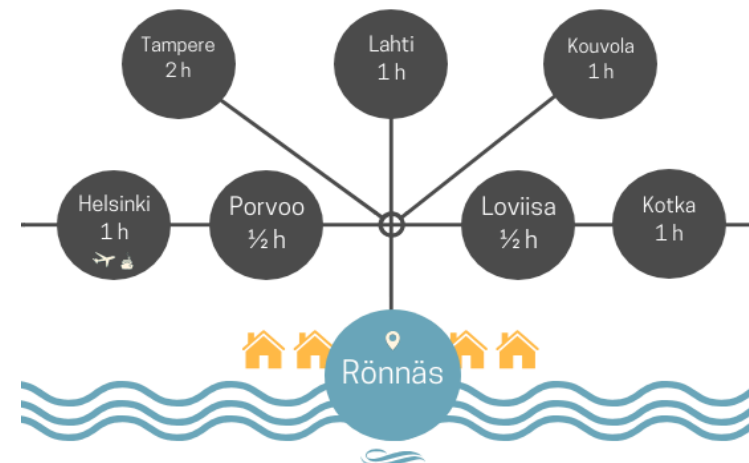 Tampere
2 h
Lahti
1 h
Kouvola
1 h
Helsinki
1 h
Porvoo
½ h
Loviisa
½ h
Kotka
1 h
Rönnäs